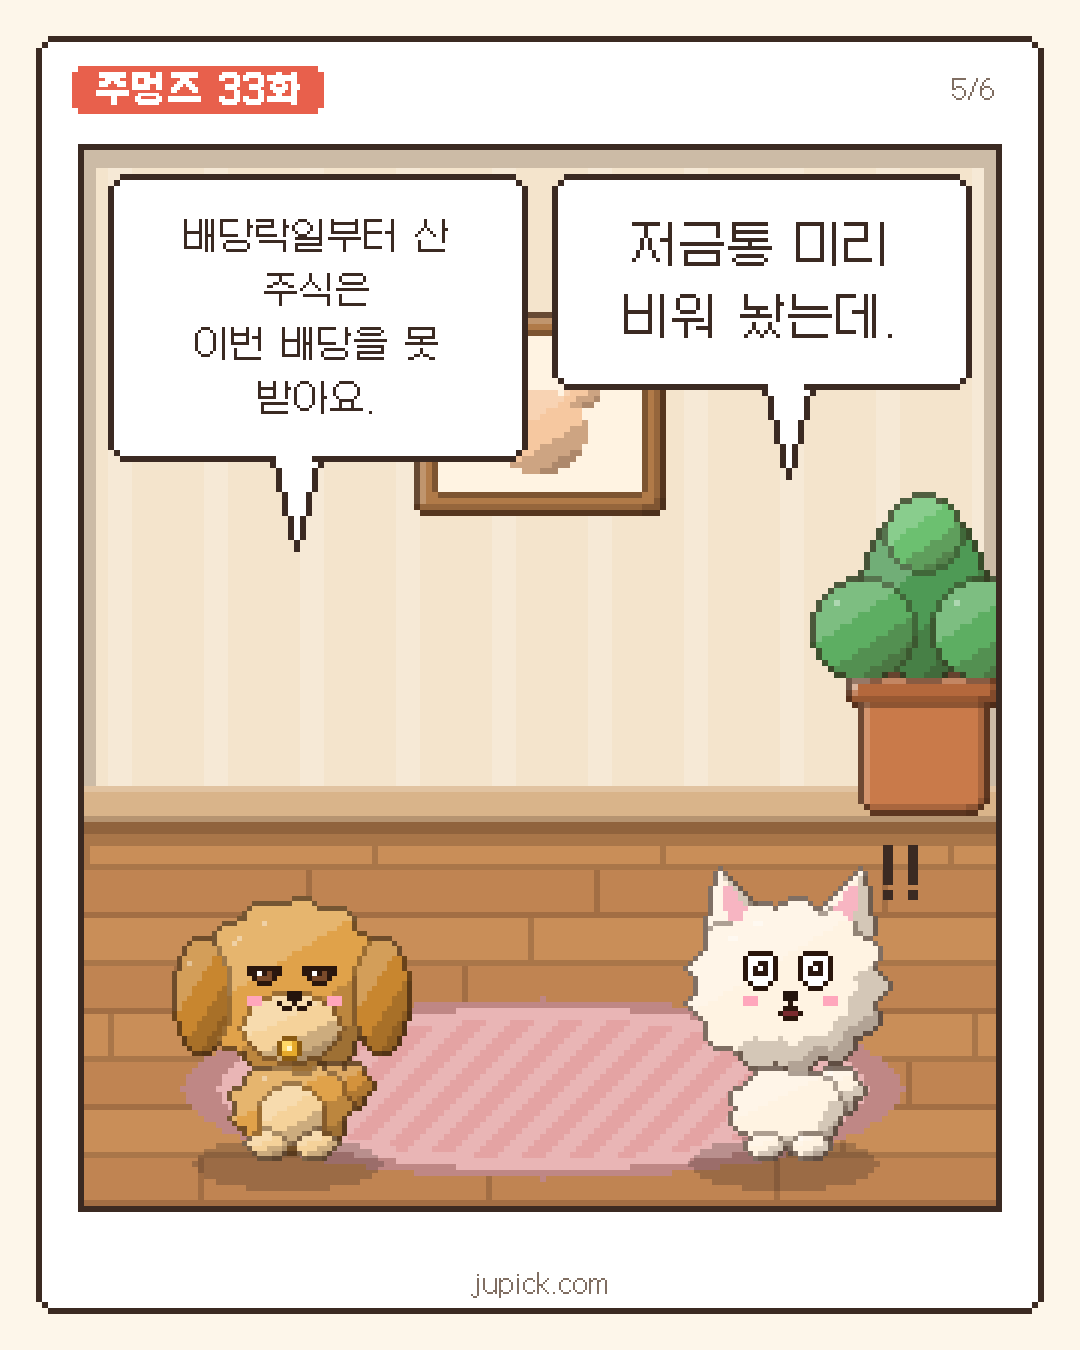 주멍즈 33화
5/6
배당락일부터 산
주식은
이번 배당을 못
받아요.
저금통 미리
비워 놨는데.
!!
jupick.com